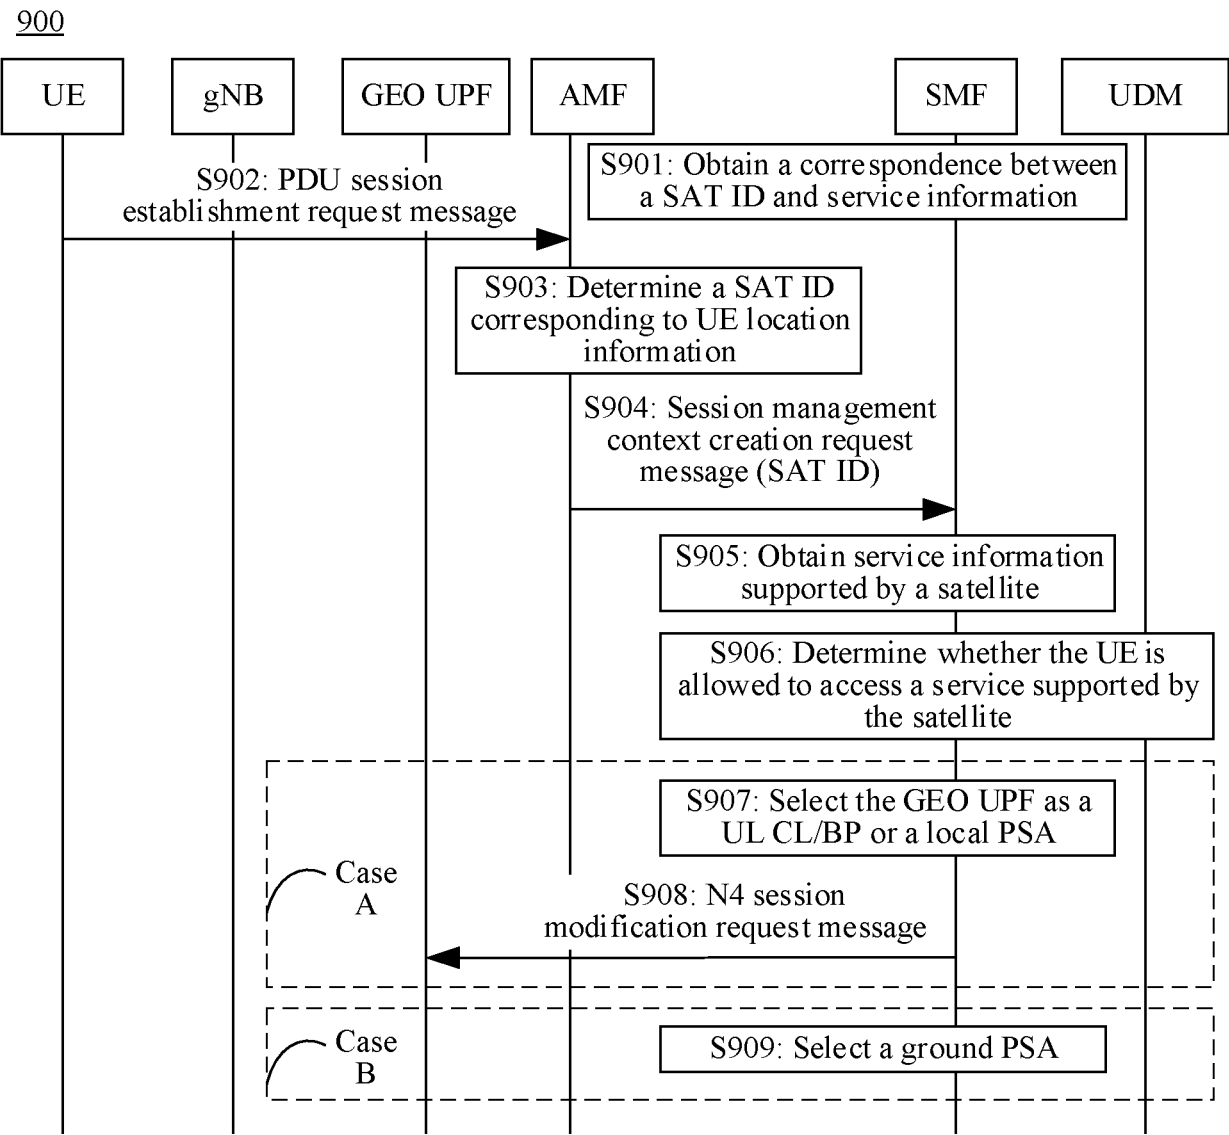 900
UE
gNB
GEO UPF
AMF
SMF
UDM
S901: Obtain a correspondence between
a SAT ID and service information
S902: PDU session
establishment request message
S903: Determine a SAT ID
corresponding to UE location
information
S904: Session management
context creation request
message (SAT ID)
S905: Obtain service information
supported by a satellite
S906: Determine whether the UE is
allowed to access a service supported by
the satellite
S907: Select the GEO UPF as a
UL CL/BP or a local PSA
Case
A
S908: N4 session
modification request message
S909: Select a ground PSA
Case
B